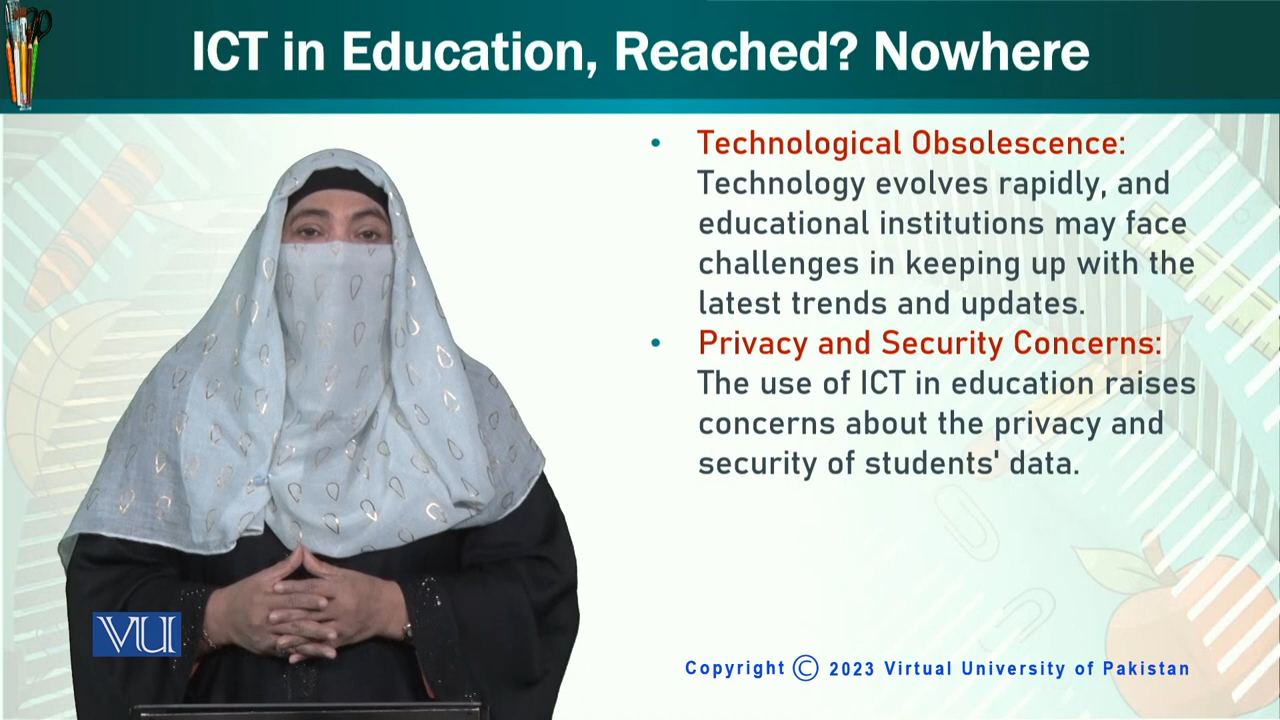 ICT in Education, Reached? Nowhere
• Technological Obsolescence:
Technology evolves rapidly, and
educational institutions may face
challenges in keeping up with the
latest trends and updates.
• Privacy and Security Concerns:
The use of ICT in education raises
concerns about the privacy and
security of students' data.
VU
Copyright © 2023 Virtual University of Pakistan